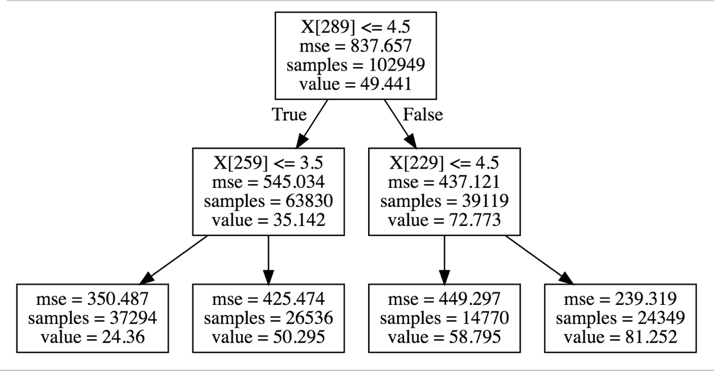 X[289] <= 4.5
mse = 837.657
samples = 102949
value = 49.441
True
False
X[259] <= 3.5
mse = 545.034
samples = 63830
value = 35.142
X[229] <= 4.5
mse = 437.121
samples = 39119
value = 72.773
mse = 350.487
samples = 37294
value = 24.36
mse = 425.474
samples = 26536
value = 50.295
mse = 449.297
samples = 14770
value = 58.795
mse = 239.319
samples = 24349
value = 81.252